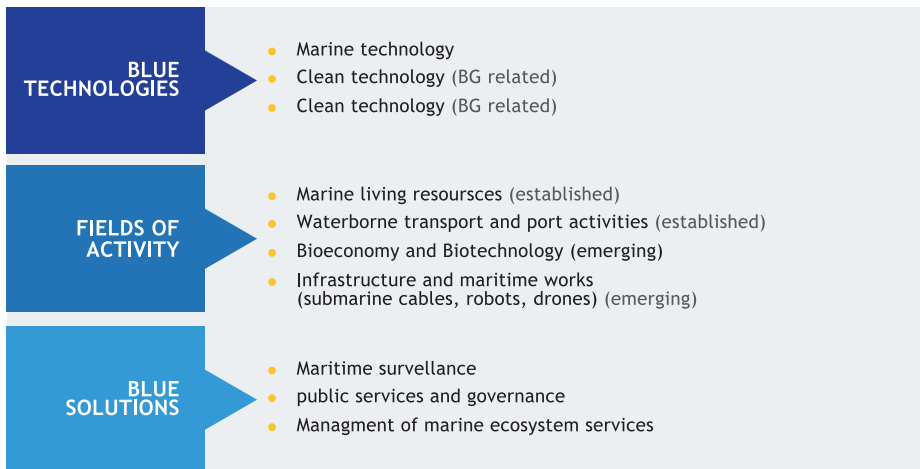 BLUE
TECHNOLOGIES
Marine technology
Clean technology (BG related)
Clean technology (BG related)
FIELDS OF
ACTIVITY
Marine living resoursces (established)
Waterborne transport and port activities (established)
Bioeconomy and Biotechnology (emerging)
Infrastructure and maritime works
(submarine cables, robots, drones) (emerging)
BLUE
SOLUTIONS
Maritime survellance
public services and governance
Managment of marine ecosystem services